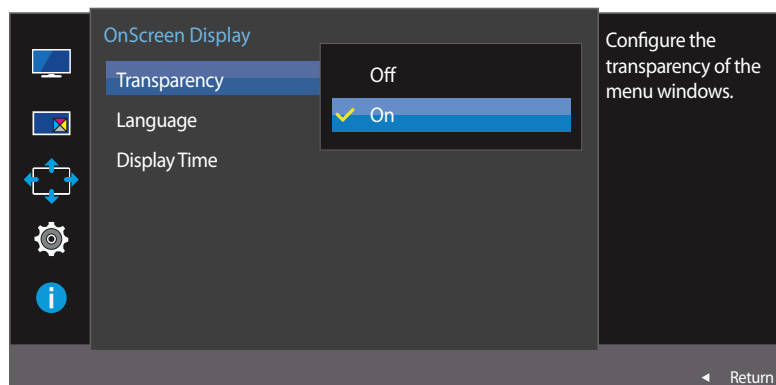 OnScreen Display
Transparency
Language
Display Time
Off
On
Configure the
transparency of the
menu windows.
i
Return